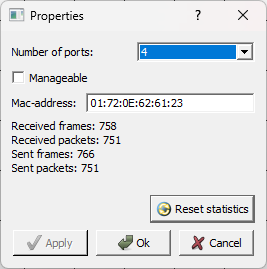 Properties
Number of ports: 4
Manageable
Mac-address: 01:72:0E:62:61:23
Received frames: 758
Received packets: 751
Sent frames: 766
Sent packets: 751
Reset statistics
Apply Ok Cancel